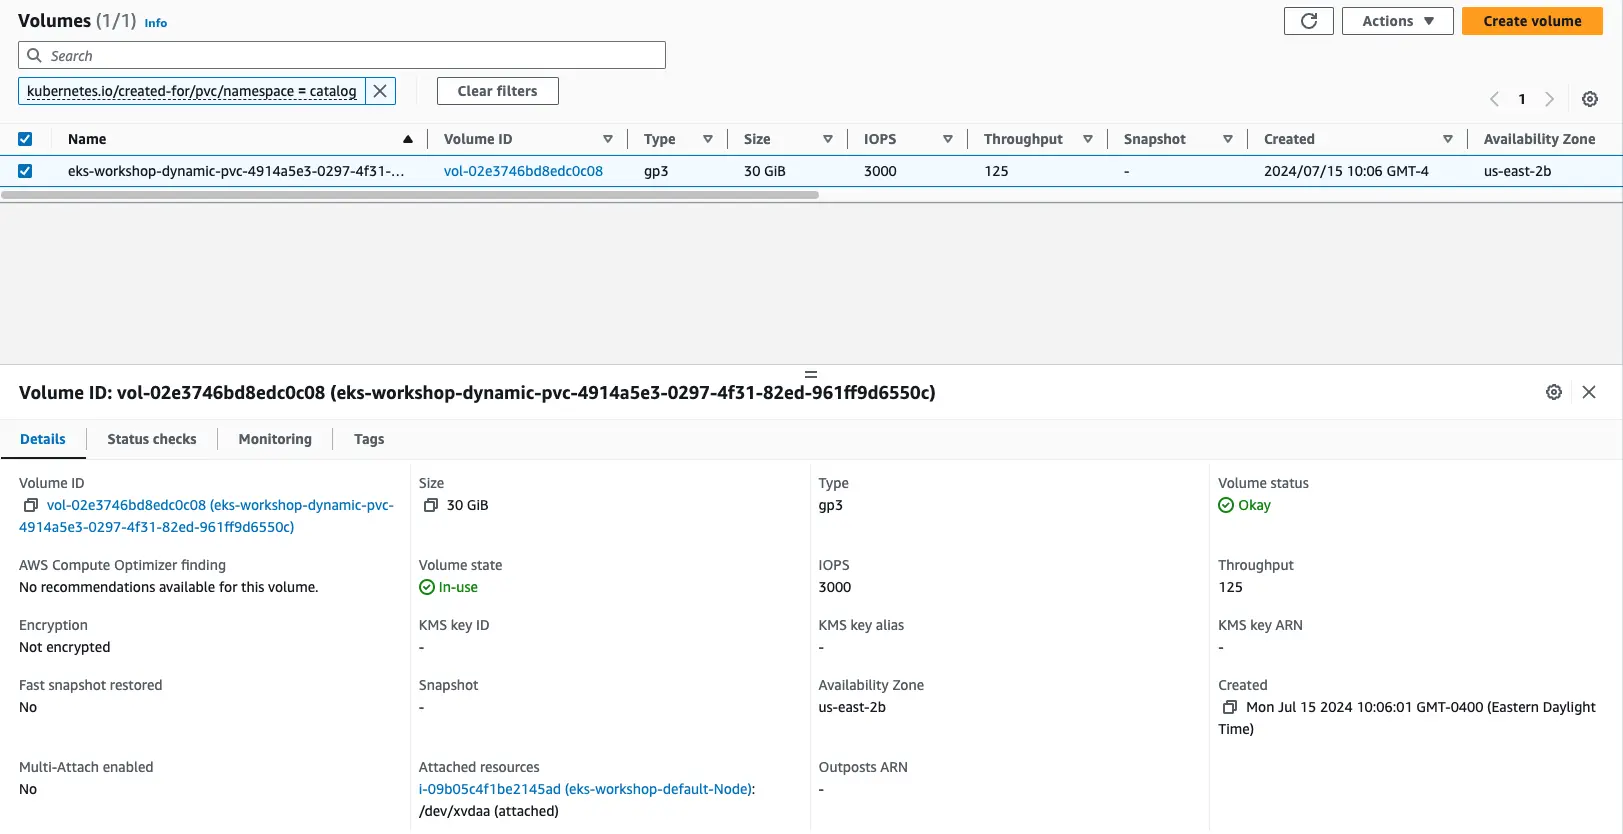 Volumes (1/1) Info
Actions
Create volume
Search
kubernetes.io/created-for/pvc/namespace = catalog
Clear filters
1
Name Volume ID Type Size IOPS Throughput Snapshot Created Availability Zone
eks-workshop-dynamic-pvc-4914a5e3-0297-4f31-... vol-02e3746bd8edc0c08 gp3 30 GiB 3000 125 - 2024/07/15 10:06 GMT-4 us-east-2b
Volume ID: vol-02e3746bd8edc0c08 (eks-workshop-dynamic-pvc-4914a5e3-0297-4f31-82ed-961ff9d6550c)
Details Status checks Monitoring Tags
Volume ID
vol-02e3746bd8edc0c08 (eks-workshop-dynamic-pvc-
4914a5e3-0297-4f31-82ed-961ff9d6550c)
Size
30 GiB
Type
gp3
Volume status
Okay
AWS Compute Optimizer finding
No recommendations available for this volume.
Volume state
In-use
IOPS
3000
Throughput
125
Encryption
Not encrypted
KMS key ID
-
KMS key alias
-
KMS key ARN
-
Fast snapshot restored
No
Snapshot
-
Availability Zone
us-east-2b
Created
Mon Jul 15 2024 10:06:01 GMT-0400 (Eastern Daylight
Time)
Multi-Attach enabled
No
Attached resources
i-09b05c4f1be2145ad (eks-workshop-default-Node):
/dev/xvdaa (attached)
Outposts ARN
-